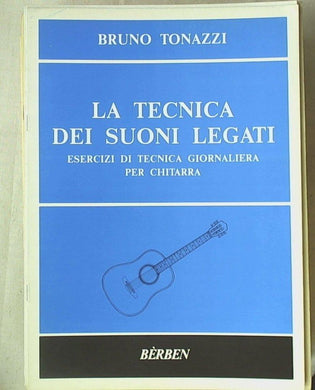 BRUNO TONAZZI
LA TECNICA
DEI SUONI LEGATI
ESERCIZI DI TECNICA GIORNALIERA
PER CHITARRA
BÈRBEN